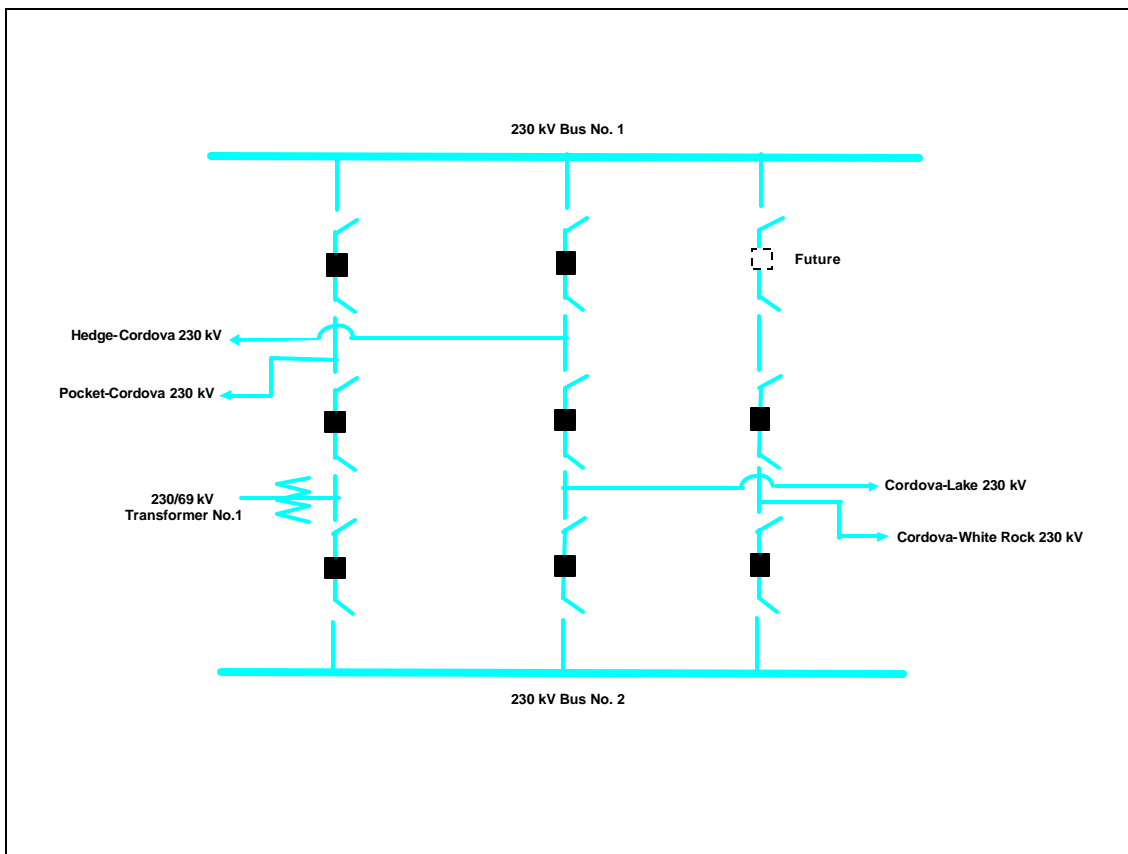 230 kV Bus No. 1
Future
Hedge-Cordova 230 kV
Pocket-Cordova 230 kV
230/69 kV
Transformer No.1
Cordova-Lake 230 kV
Cordova-White Rock 230 kV
230 kV Bus No. 2